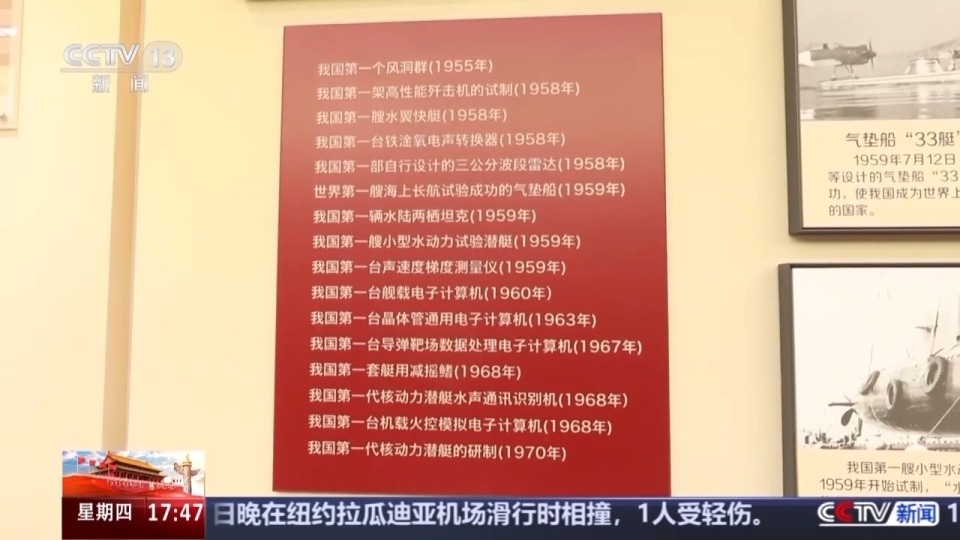 CCTV 13
新闻
我国第一个风洞群(1955年)
我国第一架高性能歼击机的试制(1958年)
我国第一艘水翼快艇(1958年)
我国第一台铁淦氧电声转换器(1958年)
我国第一部自行设计的三公分波段雷达(1958年)
世界第一艘海上长航试验成功的气垫船(1959年)
我国第一辆水陆两栖坦克(1959年)
我国第一艘小型水动力试验潜艇(1959年)
我国第一台声速度梯度测量仪(1959年)
我国第一台舰载电子计算机(1960年)
我国第一台晶体管通用电子计算机(1963年)
我国第一台导弹靶场数据处理电子计算机(1967年)
我国第一套艇用减摇鳍(1968年)
我国第一代核动力潜艇水声通讯识别机(1968年)
我国第一台机载火控模拟电子计算机(1968年)
我国第一代核动力潜艇的研制(1970年)
气垫船“33艇”
1959年7月12日
等设计的气垫船“33
功，使我国成为世界上
的国家。
我国第一艘小型水动
1959年开始试制，“水
星期四 17:47
日晚在纽约拉瓜迪亚机场滑行时相撞，1人受轻伤。
CCTV 新闻 1